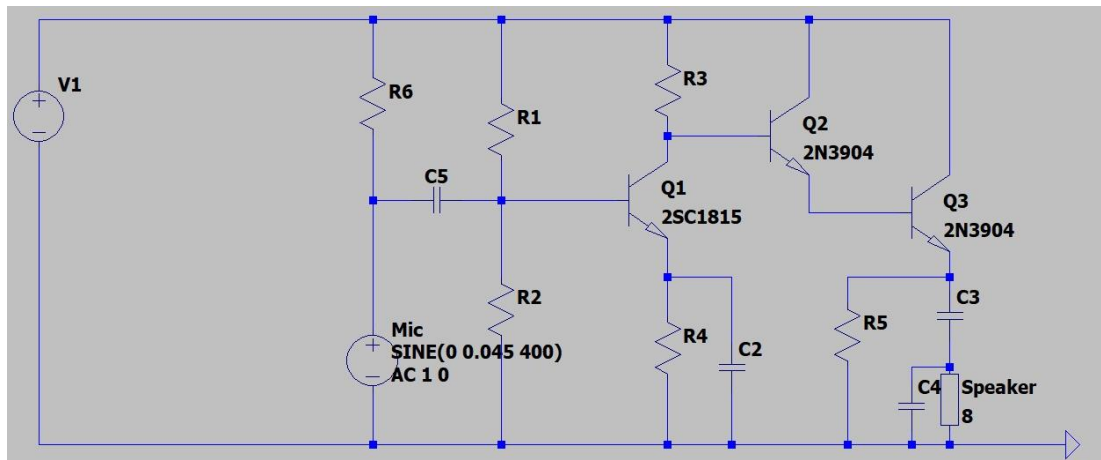 V1
R6
R1
R3
Q2
2N3904
C5
Q1
2SC1815
Q3
2N3904
R2
Mic
SINE(0 0.045 400)
AC 1 0
R4
C2
R5
C3
C4
Speaker
8